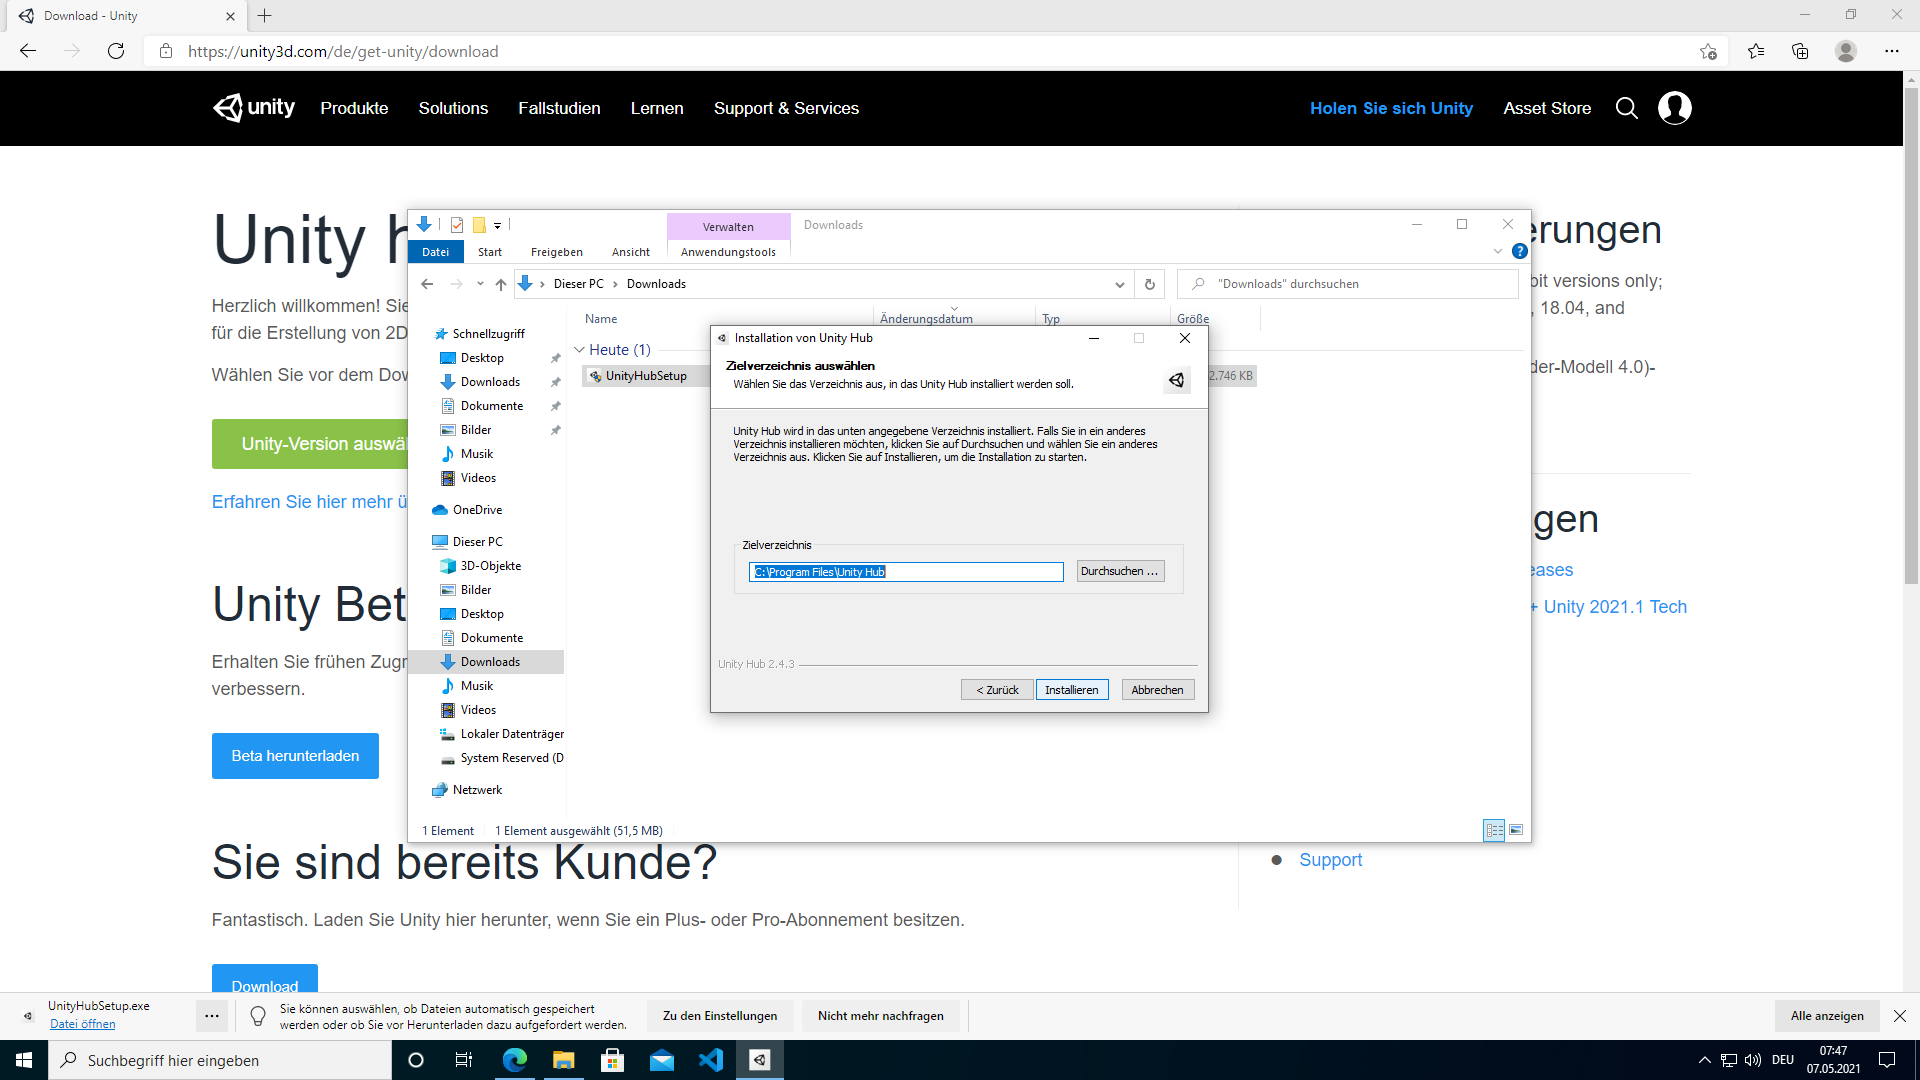 Download - Unity
https://unity3d.com/de/get-unity/download
unity
Produkte
Solutions
Fallstudien
Lernen
Support & Services
Holen Sie sich Unity
Asset Store
Unity h
Herzlich willkommen! Sie
für die Erstellung von 2D
Wählen Sie vor dem Dow
Unity-Version auswäl
Erfahren Sie hier mehr ü
Unity Bet
Erhalten Sie frühen Zugr
verbessern.
Beta herunterladen
Sie sind bereits Kunde?
Fantastisch. Laden Sie Unity hier herunter, wenn Sie ein Plus- oder Pro-Abonnement besitzen.
Download
erungen
bit versions only;
, 18.04, and
der-Modell 4.0)-
gen
eases
+ Unity 2021.1 Tech
Support
Verwalten
Downloads
Datei
Start
Freigeben
Ansicht
Anwendungstools
Dieser PC
Downloads
"Downloads" durchsuchen
Name
Änderungsdatum
Typ
Größe
Heute (1)
UnityHubSetup
2.746 KB
Schnellzugriff
Desktop
Downloads
Dokumente
Bilder
Musik
Videos
OneDrive
Dieser PC
3D-Objekte
Bilder
Desktop
Dokumente
Downloads
Musik
Videos
Lokaler Datenträger
System Reserved (D
Netzwerk
1 Element
1 Element ausgewählt (51,5 MB)
Installation von Unity Hub
Zielverzeichnis auswählen
Wählen Sie das Verzeichnis aus, in das Unity Hub installiert werden soll.
Unity Hub wird in das unten angegebene Verzeichnis installiert. Falls Sie in ein anderes
Verzeichnis installieren möchten, klicken Sie auf Durchsuchen und wählen Sie ein anderes
Verzeichnis aus. Klicken Sie auf Installieren, um die Installation zu starten.
Zielverzeichnis
C:\Program Files\Unity Hub
Durchsuchen ...
Unity Hub 2.4.3
< Zurück
Installieren
Abbrechen
UnityHubSetup.exe
Datei öffnen
Sie können auswählen, ob Dateien automatisch gespeichert
werden oder ob Sie vor Herunterladen dazu aufgefordert werden.
Zu den Einstellungen
Nicht mehr nachfragen
Alle anzeigen
Suchbegriff hier eingeben
DEU
07:47
07.05.2021